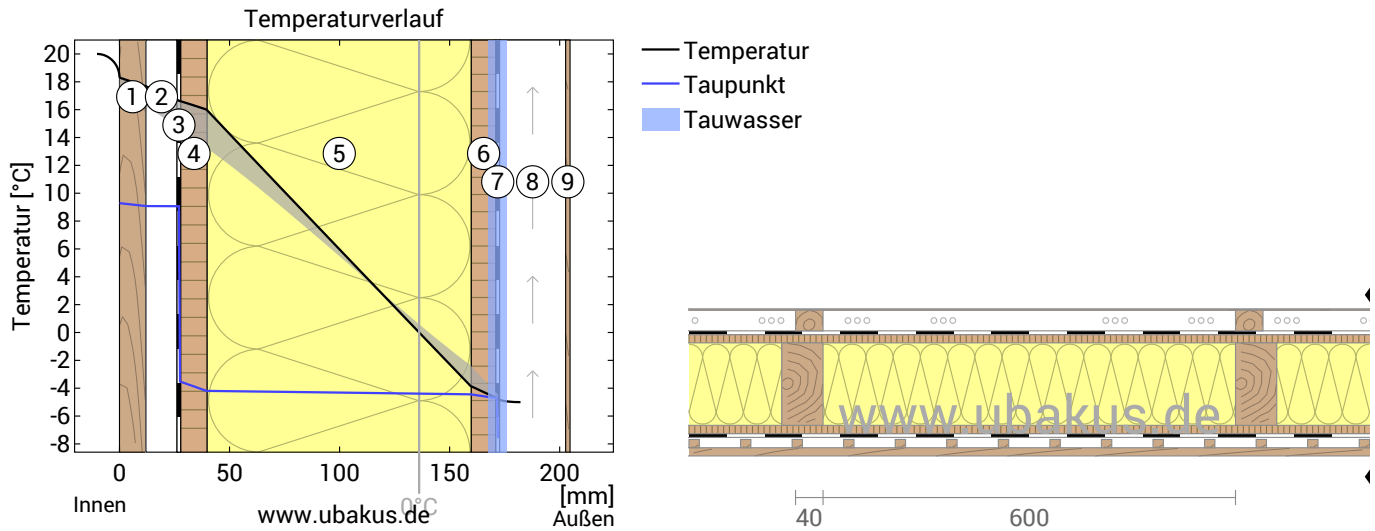 Temperaturverlauf
Temperatur [°C]
20
18
16
14
12
10
8
6
4
2
0
-2
-4
-6
-8
1
2
3
4
5
6
7
8
9
0
50
100
150
200
[mm]
Innen
0°C
www.ubakus.de
Außen
Temperatur
Taupunkt
Tauwasser
www.ubakus.de
40
600